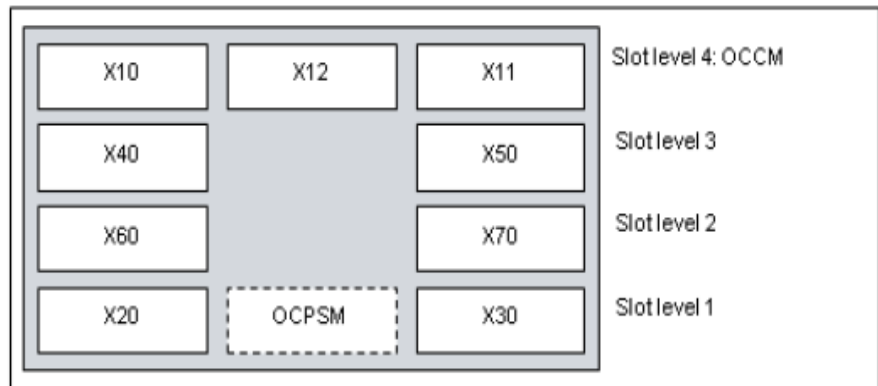 X10 X12 X11 Slot level 4: OCCM
X40 X50 Slot level 3
X60 X70 Slot level 2
X20 OCPSM X30 Slot level 1